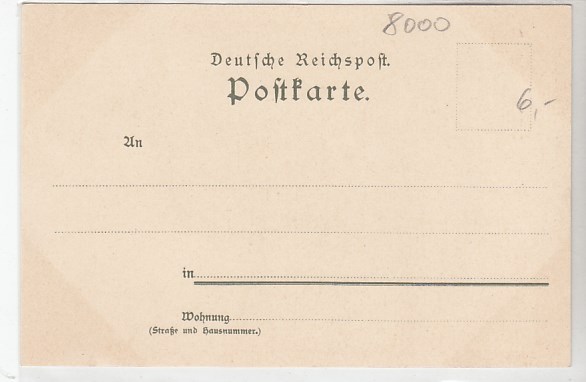 8000
Deutsche Reichspost.
Postkarte.
6,-
An
in
Wohnung
(Straße und Hausnummer.)